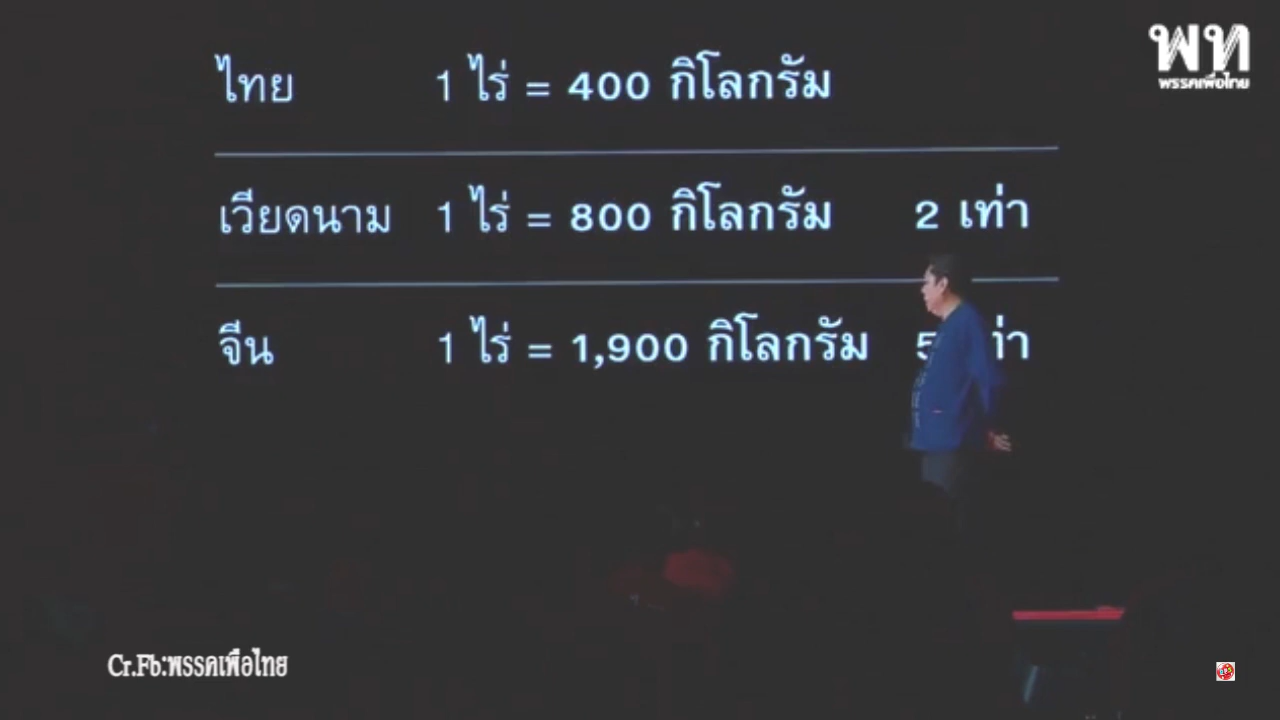 พท
พรรคเพื่อไทย
ไทย 1 ไร่ = 400 กิโลกรัม
เวียดนาม 1 ไร่ = 800 กิโลกรัม 2 เท่า
จีน 1 ไร่ = 1,900 กิโลกรัม 5
Cr.Fb:พรรคเพื่อไทย